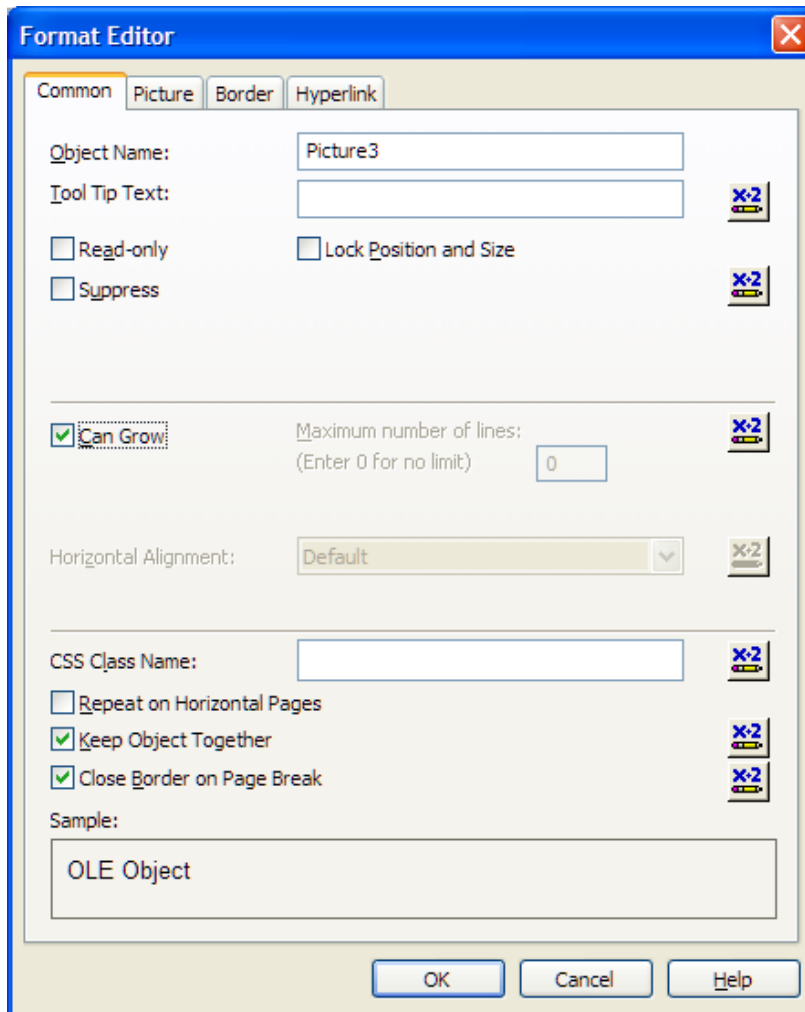 Format Editor
Common Picture Border Hyperlink
Object Name: Picture3
Tool Tip Text:
X+2
Read-only Lock Position and Size
Suppress
X+2
Can Grow Maximum number of lines:
X+2
(Enter 0 for no limit) 0
Horizontal Alignment: Default
X+2
CSS Class Name:
X+2
Repeat on Horizontal Pages
Keep Object Together
X+2
Close Border on Page Break
X+2
Sample:
OLE Object
OK Cancel Help